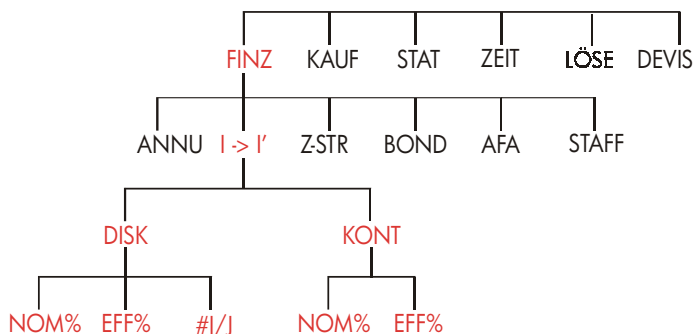 FINZ KAUF STAT ZEIT LÖSE DEVIS
ANNU I -> I' Z-STR BOND AFA STAFF
DISK KONT
NOM% EFF% #I/J NOM% EFF%